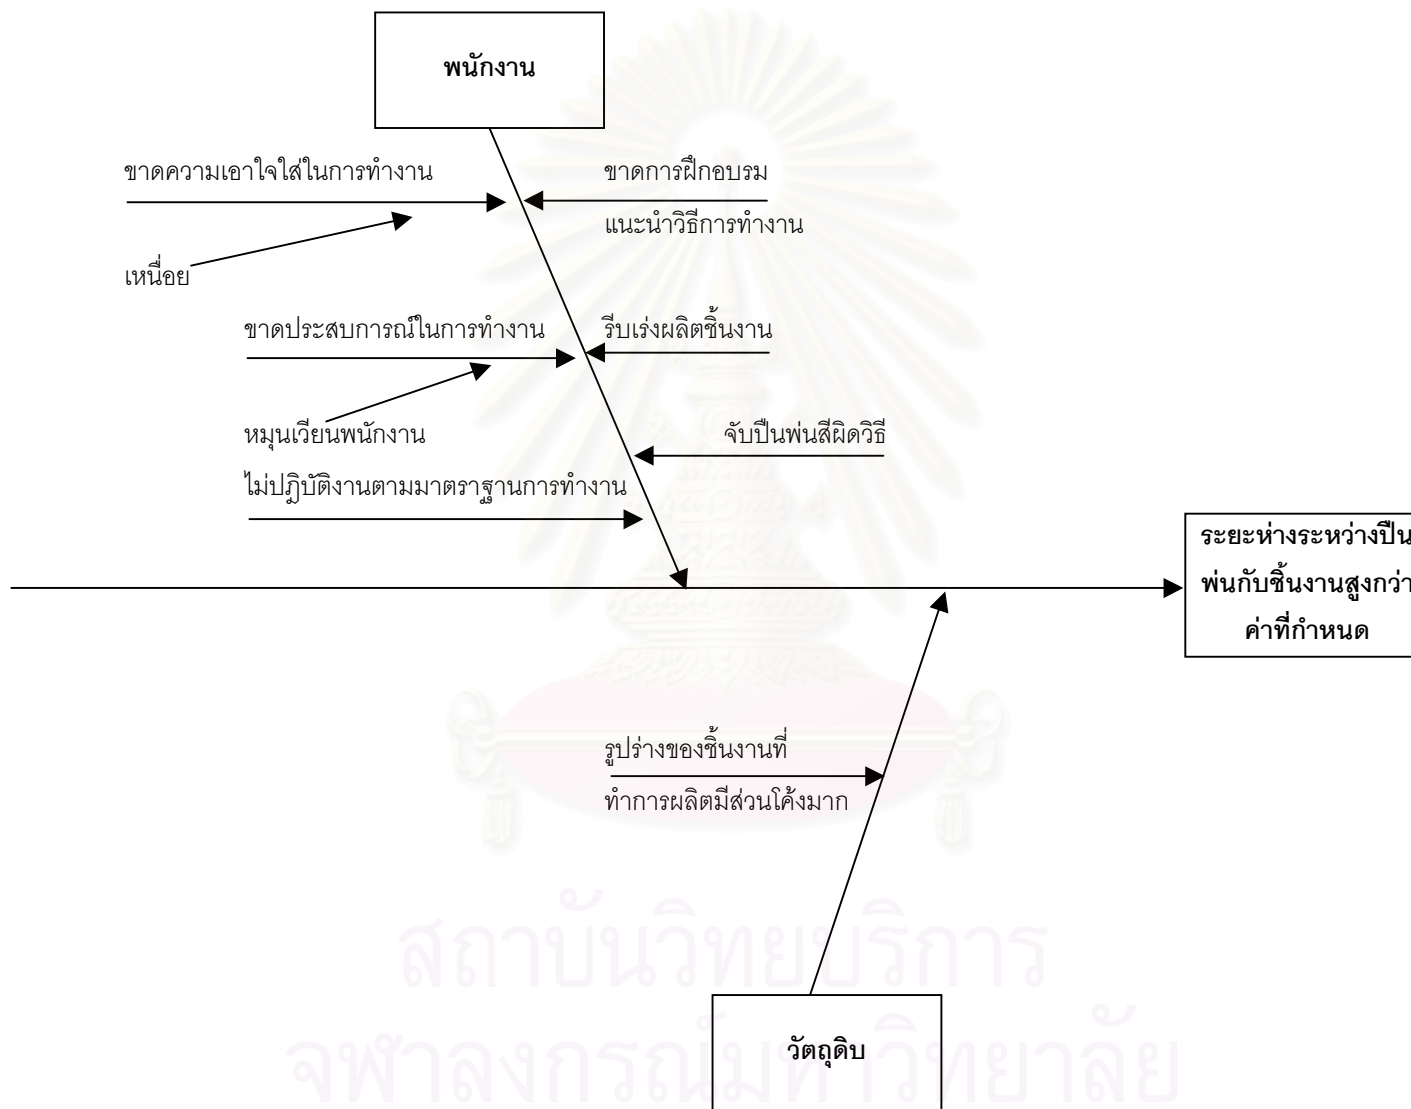 พนักงาน
ขาดความเอาใจใส่ในการทำงาน
ขาดการฝึกอบรม
แนะนำวิธีการทำงาน
เหนื่อย
ขาดประสบการณ์ในการทำงาน
รีบเร่งผลิตชิ้นงาน
หมุนเวียนพนักงาน
จับปืนพ่นสีผิดวิธี
ไม่ปฎิบัติงานตามมาตราฐานการทำงาน
ระยะห่างระหว่างปืน
พ่นกับชิ้นงานสูงกว่า
ค่าที่กำหนด
รูปร่างของชิ้นงานที่
ทำการผลิตมีส่วนโค้งมาก
สถาบันวิทยบริการ
จุฬาลงกรณ์มหาวิทยาลัย
วัตถุดิบ